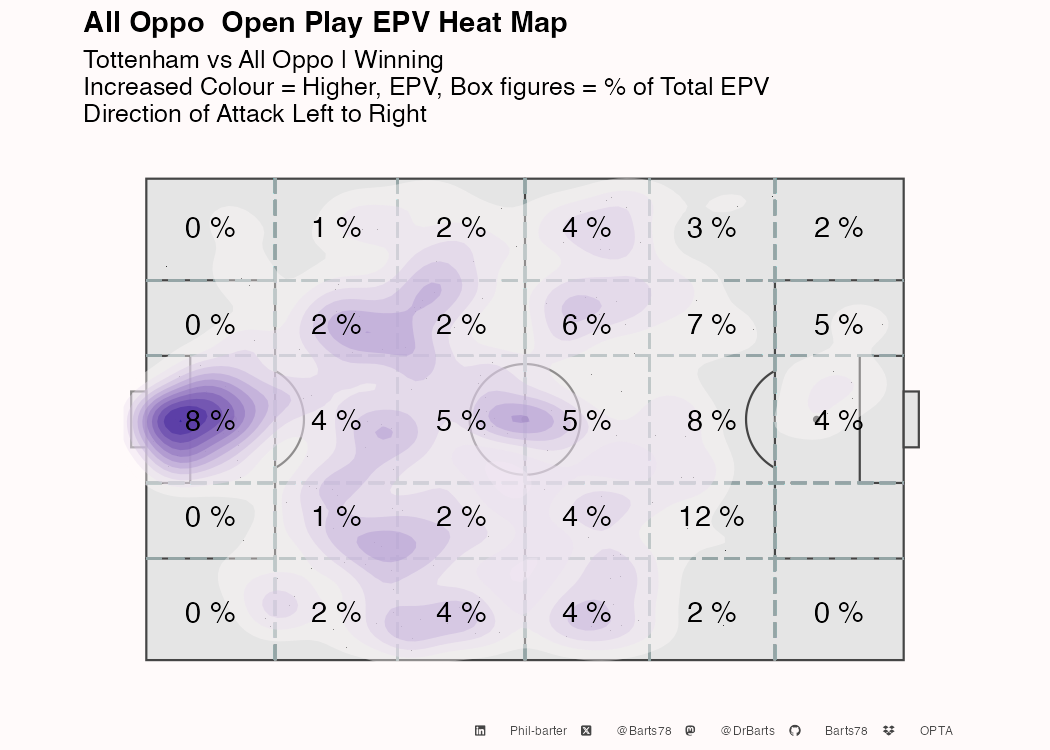 All Oppo  Open Play EPV Heat Map
Tottenham vs All Oppo | Winning
Increased Colour = Higher, EPV, Box figures = % of Total EPV
Direction of Attack Left to Right
0 % 1 % 2 % 4 % 3 % 2 %
0 % 2 % 2 % 6 % 7 % 5 %
8 % 4 % 5 % 5 % 8 % 4 %
0 % 1 % 2 % 4 % 12 %
0 % 2 % 4 % 4 % 2 % 0 %
Phil-barter @Barts78 @DrBarts Barts78 OPTA